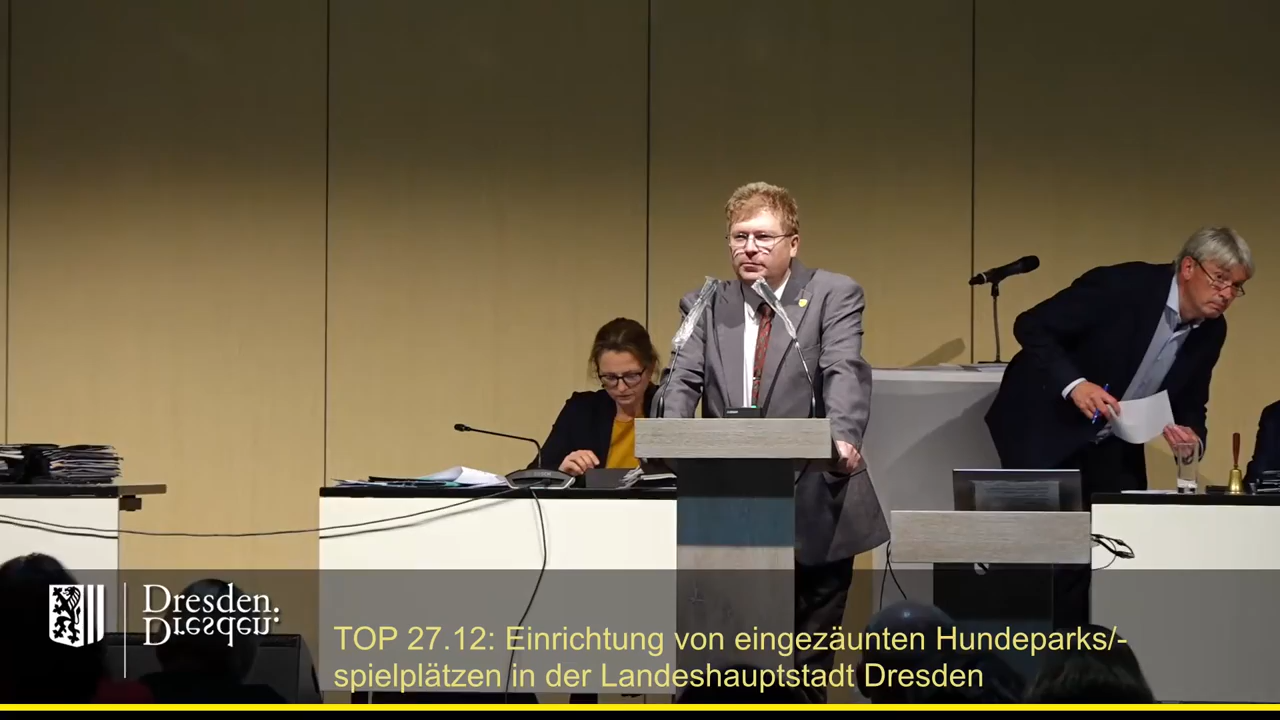 Dresden.
Dresden.
TOP 27.12: Einrichtung von eingezäunten Hundeparks/-
spielplätzen in der Landeshauptstadt Dresden